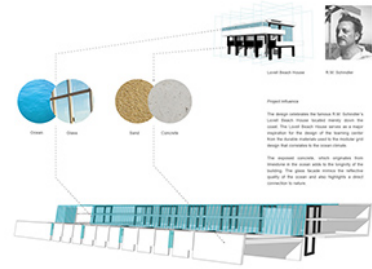 Lovell Beach House
R.M. Schindler
Ocean
Glass
Sand
Concrete
Project Influence
The design celebrates the famous R.M. Schindler's
Lovell Beach House located merely down the
coast. The Lovell Beach House serves as a major
inspiration for the design of the learning center
from the durable materials used to the modular grid
design that correlates to the ocean climate.
The exposed concrete, which originates from
limestone in the ocean adds to the longevity of the
building. The glass facade mimics the reflective
quality of the ocean and also highlights a direct
connection to nature.